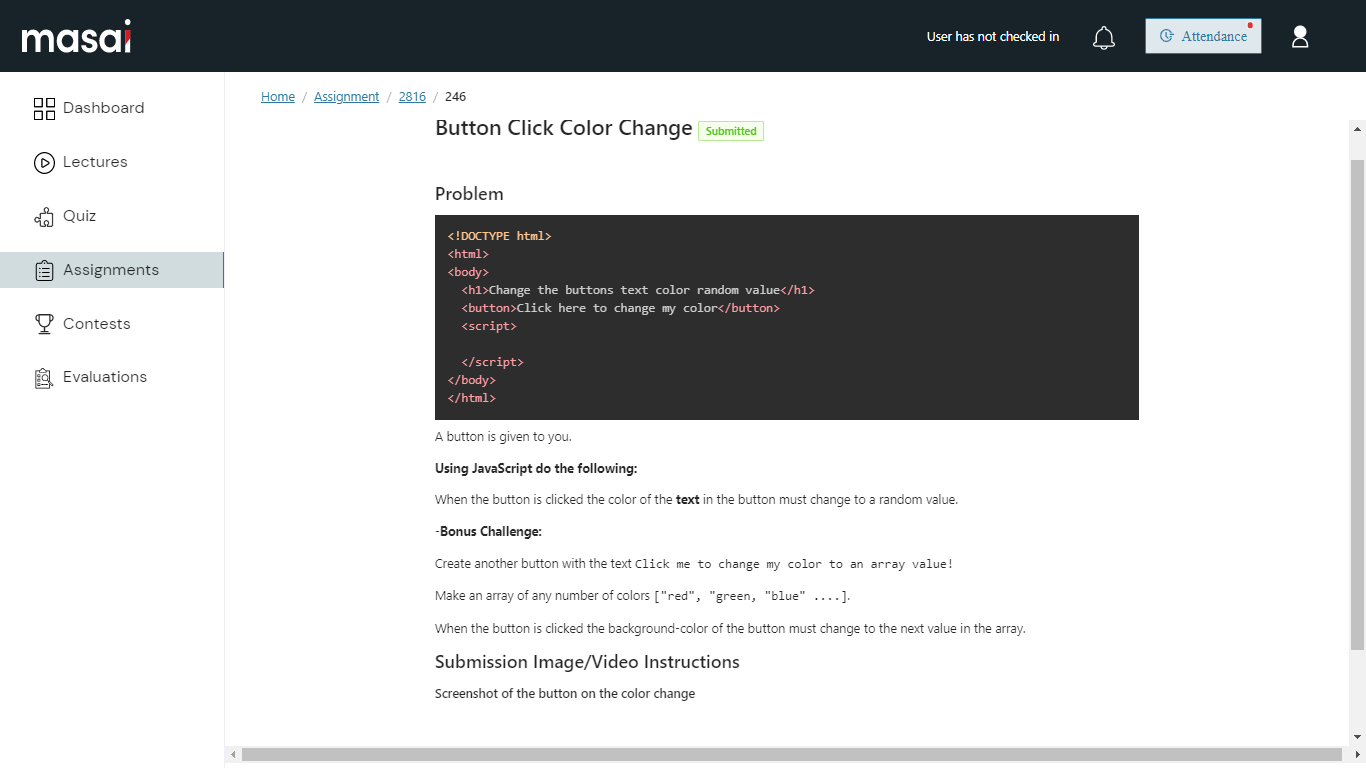 masai
User has not checked in
Attendance
Dashboard
Lectures
Quiz
Assignments
Contests
Evaluations
Home / Assignment / 2816 / 246
Button Click Color Change Submitted
Problem
<!DOCTYPE html>
<html>
<body>
<h1>Change the buttons text color random value</h1>
<button>Click here to change my color</button>
<script>
</script>
</body>
</html>
A button is given to you.
Using JavaScript do the following:
When the button is clicked the color of the text in the button must change to a random value.
-Bonus Challenge:
Create another button with the text Click me to change my color to an array value!
Make an array of any number of colors ["red", "green, "blue" ....].
When the button is clicked the background-color of the button must change to the next value in the array.
Submission Image/Video Instructions
Screenshot of the button on the color change